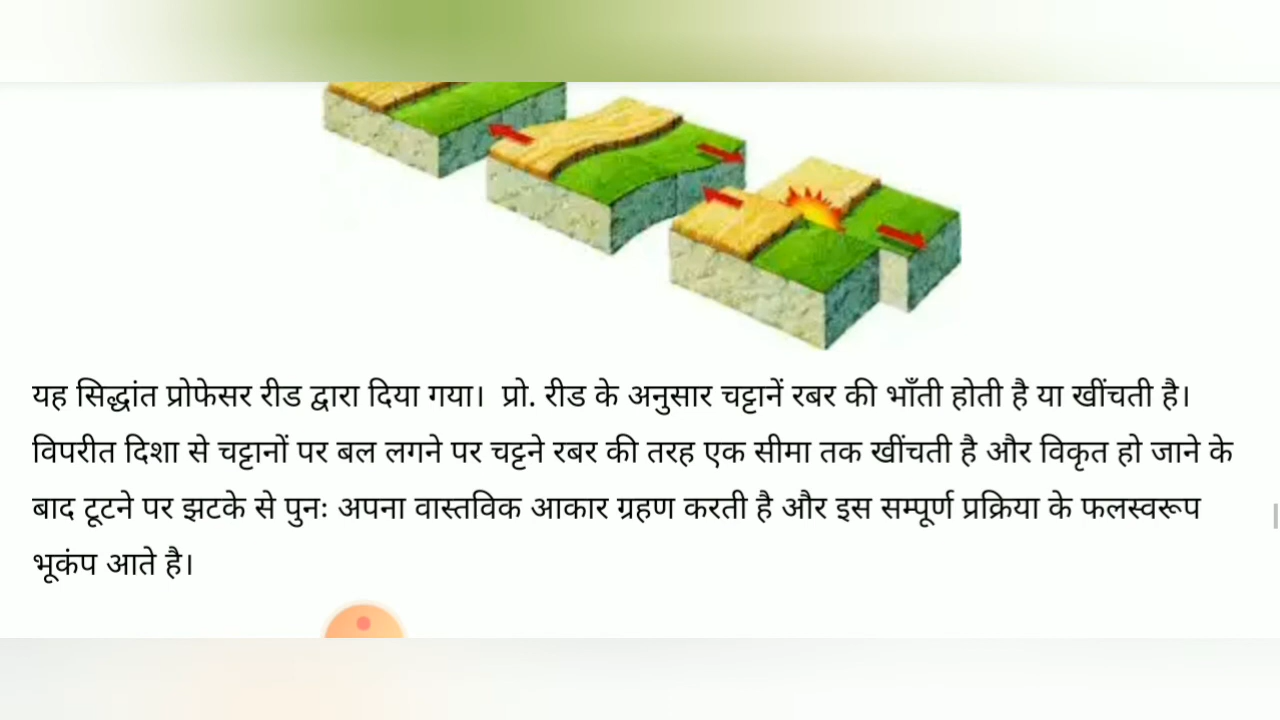 यह सिद्धांत प्रोफेसर रीड द्वारा दिया गया। प्रो. रीड के अनुसार चट्टानें रबर की भाँती होती है या खींचती है।
विपरीत दिशा से चट्टानों पर बल लगने पर चट्टने रबर की तरह एक सीमा तक खींचती है और विकृत हो जाने के
बाद टूटने पर झटके से पुनः अपना वास्तविक आकार ग्रहण करती है और इस सम्पूर्ण प्रक्रिया के फलस्वरूप
भूकंप आते है।